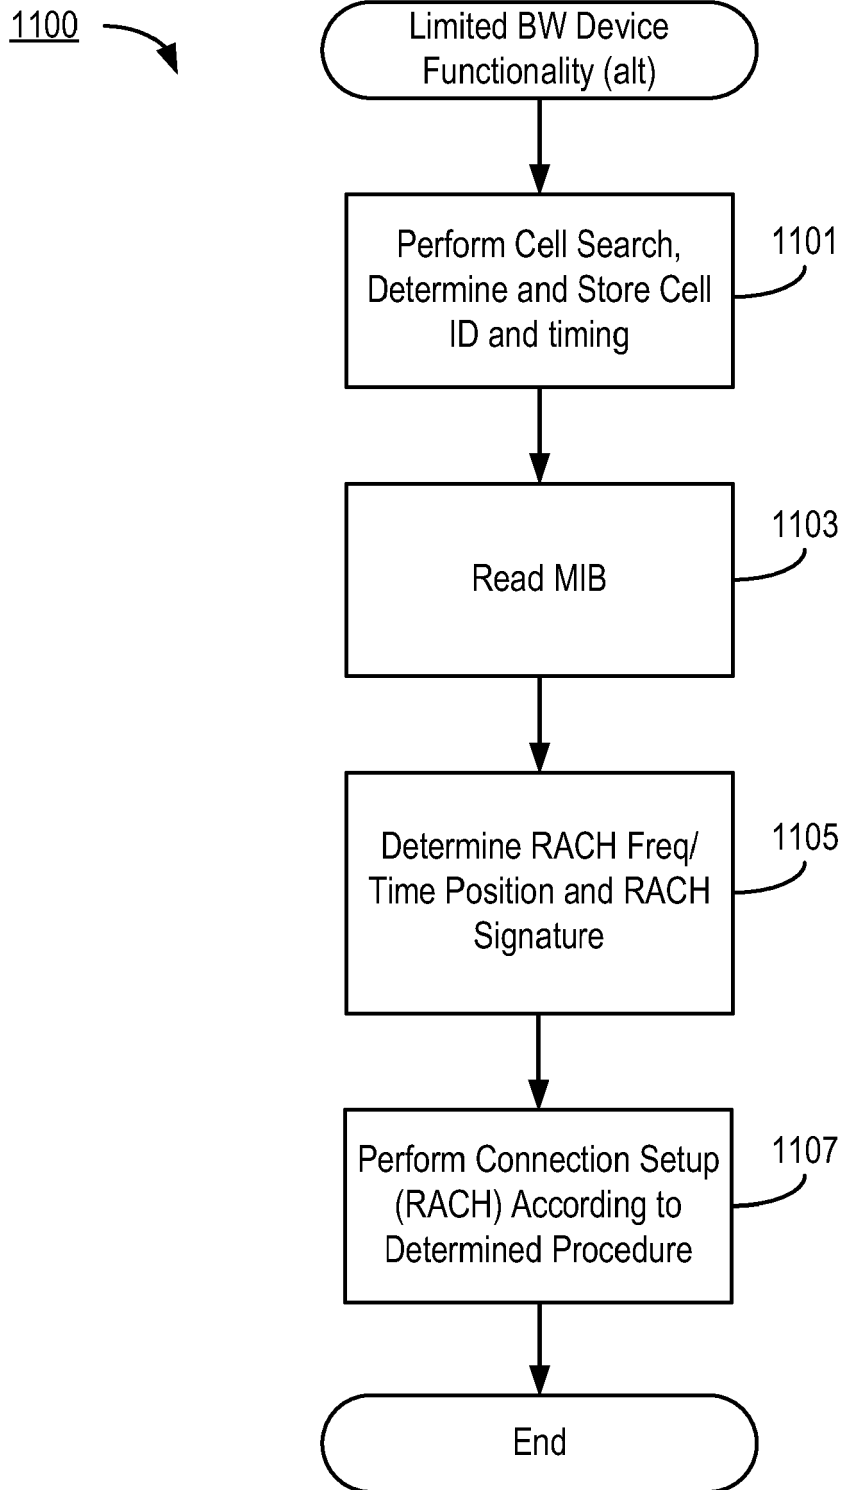 1100
Limited BW Device
Functionality (alt)
Perform Cell Search,
Determine and Store Cell
ID and timing
1101
Read MIB
1103
Determine RACH Freq/
Time Position and RACH
Signature
1105
Perform Connection Setup
(RACH) According to
Determined Procedure
1107
End